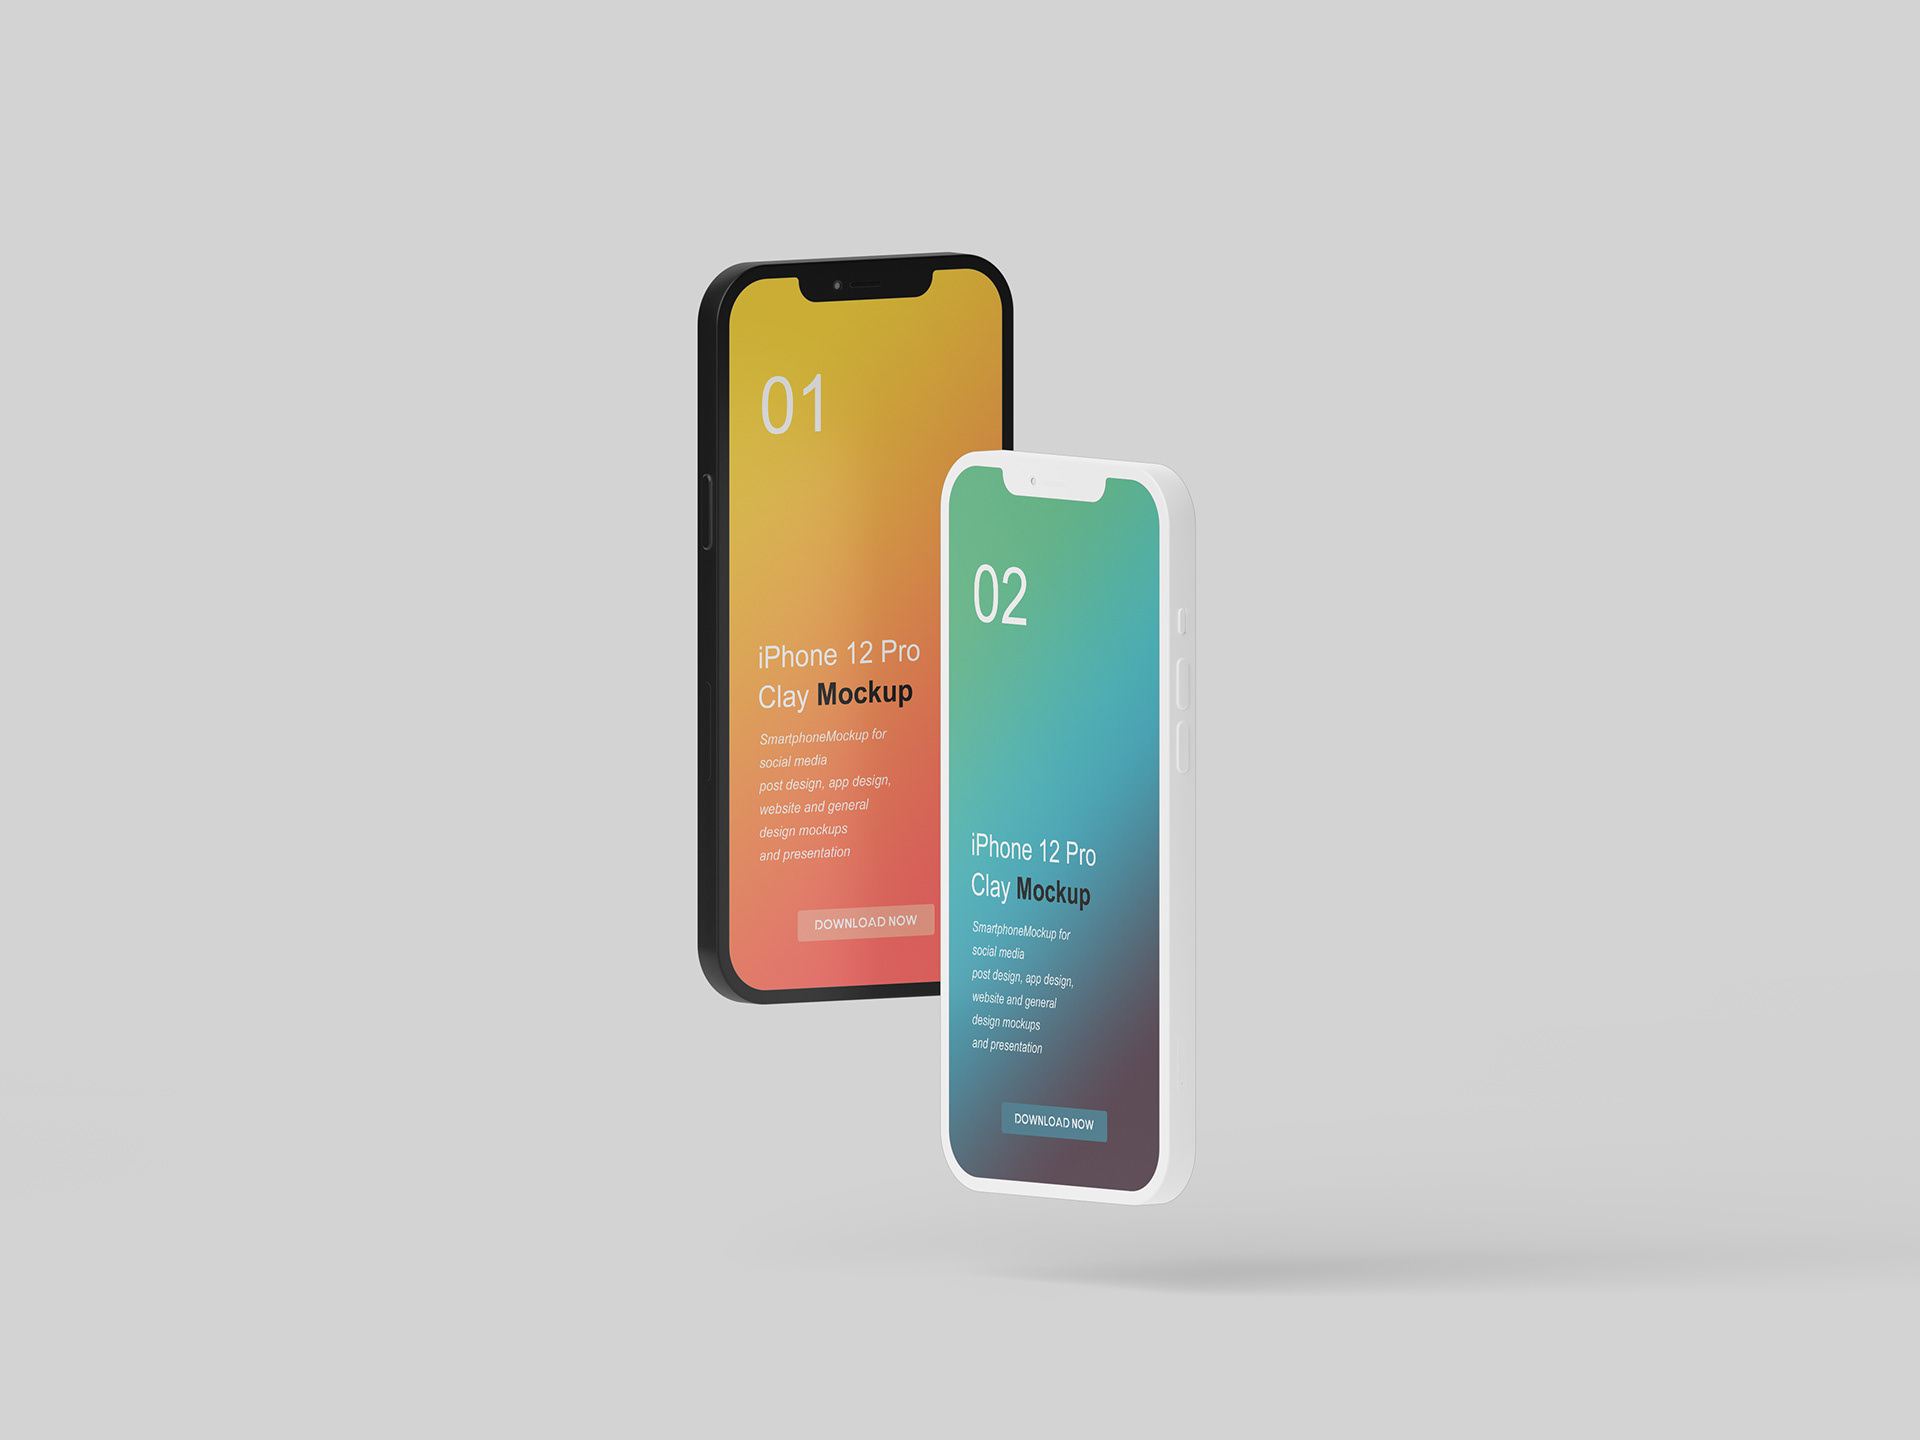 01
iPhone 12 Pro
Clay Mockup
SmartphoneMockup for
social media
post design, app design,
website and general
design mockups
and presentation
DOWNLOAD NOW
02
iPhone 12 Pro
Clay Mockup
SmartphoneMockup for
social media
post design, app design,
website and general
design mockups
and presentation
DOWNLOAD NOW